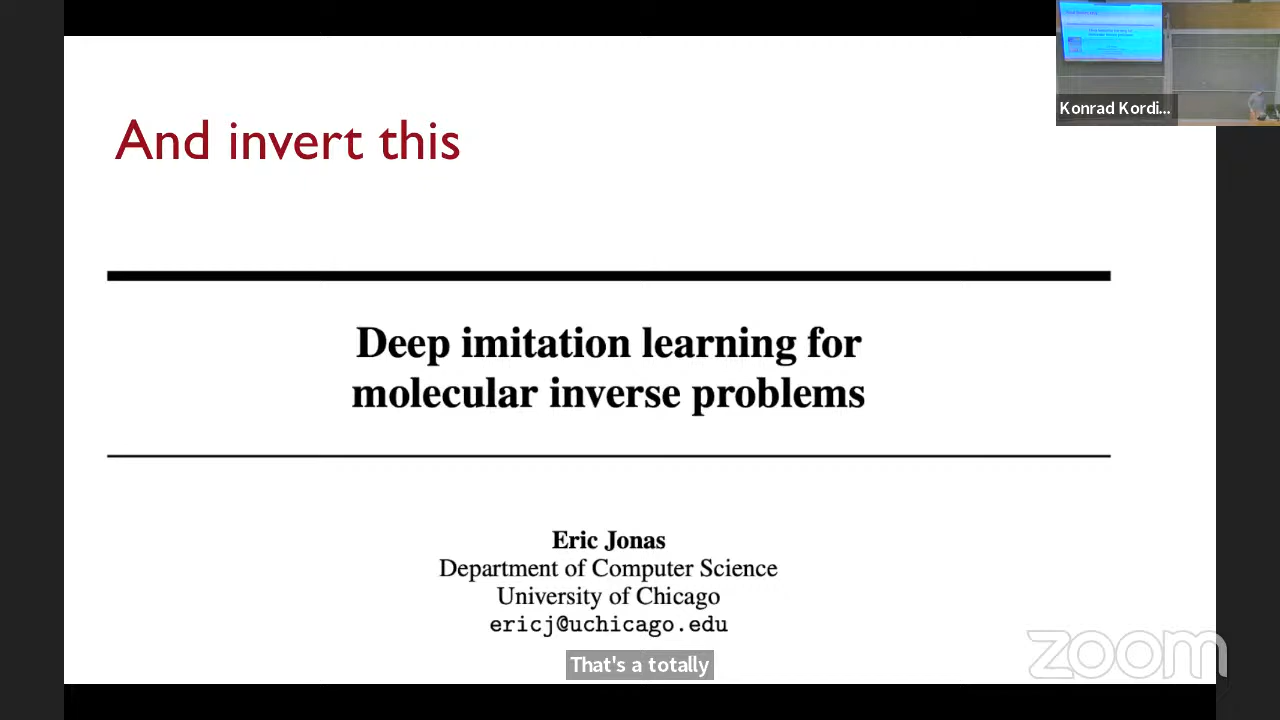 Konrad Kordi...
And invert this
Deep imitation learning for
molecular inverse problems
Eric Jonas
Department of Computer Science
University of Chicago
ericj@uchicago.edu
That's a totally
zoom